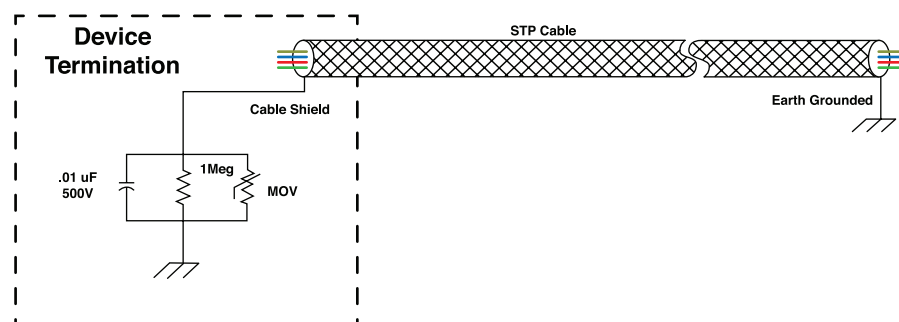 Device
Termination
STP Cable
Cable Shield
Earth Grounded
1Meg
.01 uF
500V
MOV